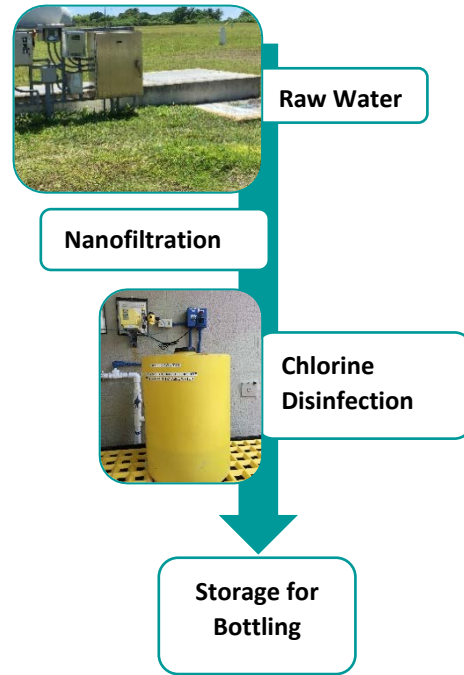 Raw Water
Nanofiltration
Chlorine
Disinfection
Storage for
Bottling